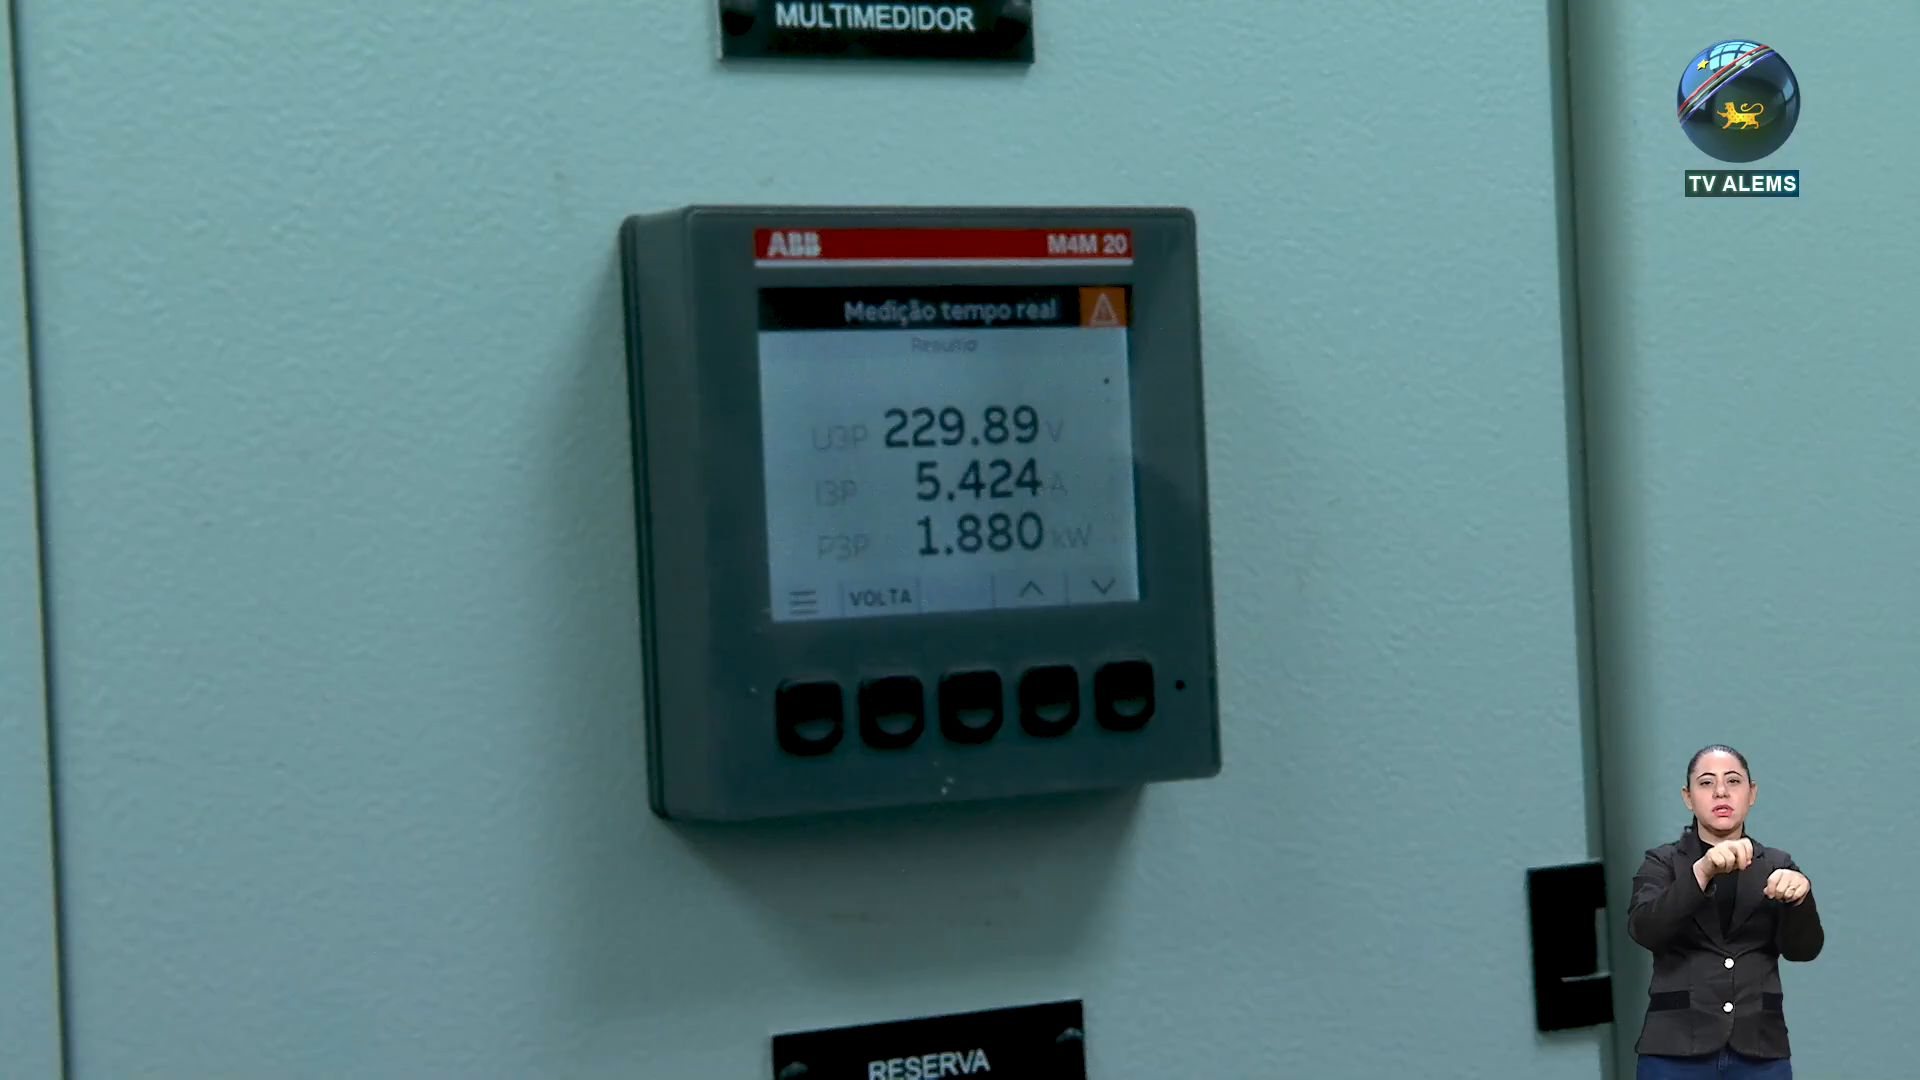 MULTIMEDIDOR
TV ALEMS
ABB M4M 20
Medição tempo real
Resumo
U3P 229.89 V
I3P 5.424 A
P3P 1.880 kW
VOLTA
RESERVA